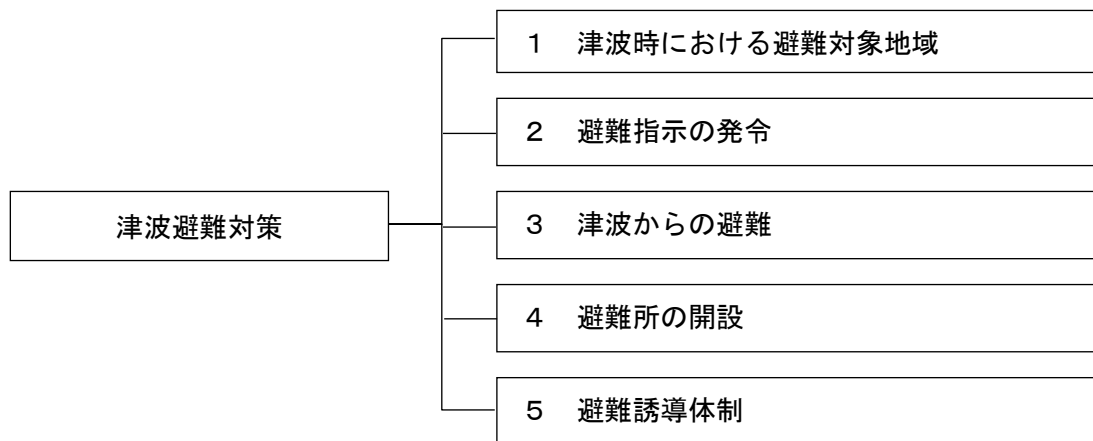 津波避難対策
１　津波時における避難対象地域
２　避難指示の発令
３　津波からの避難
４　避難所の開設
５　避難誘導体制